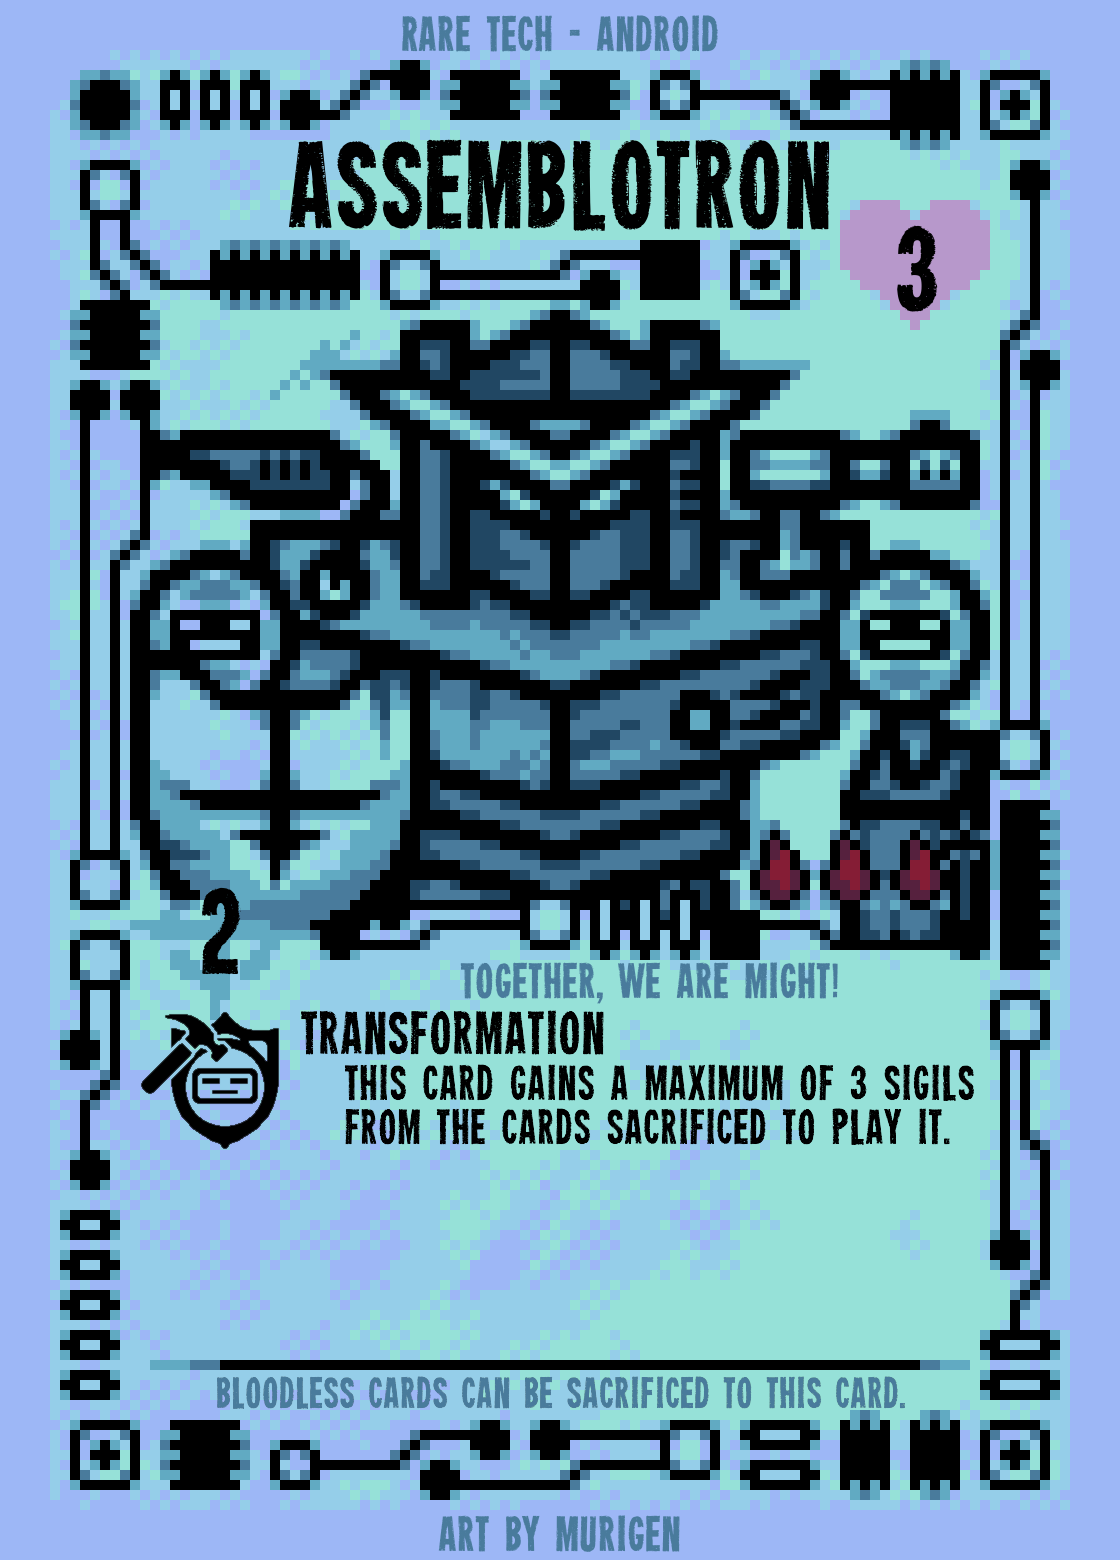 RARE TECH - ANDROID
ASSEMBLOTRON
3
2
TOGETHER, WE ARE MIGHT!
TRANSFORMATION
THIS CARD GAINS A MAXIMUM OF 3 SIGILS
FROM THE CARDS SACRIFICED TO PLAY IT.
BLOODLESS CARDS CAN BE SACRIFICED TO THIS CARD.
ART BY MURIGEN